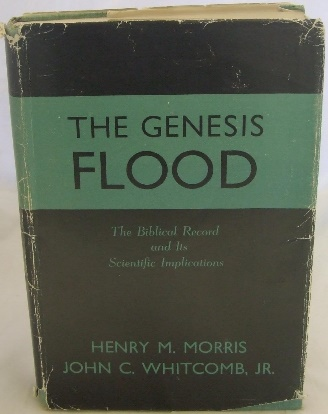 THE GENESIS
FLOOD
The Biblical Record
and Its
Scientific Implications
HENRY M. MORRIS
JOHN C. WHITCOMB, JR.